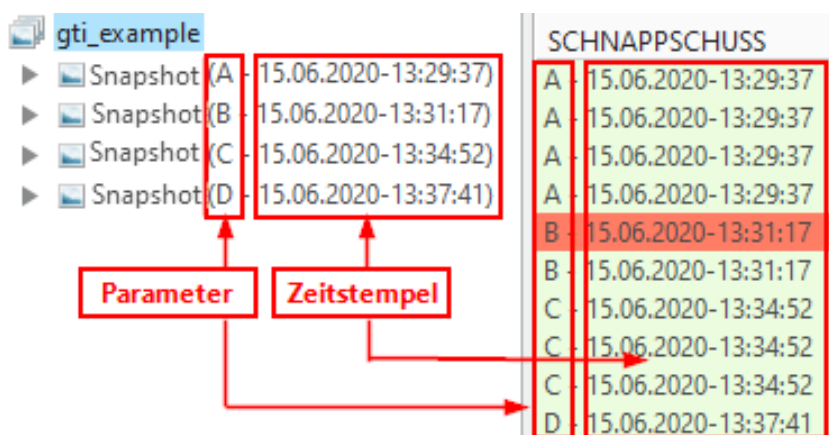 gti_example
Snapshot (A - 15.06.2020-13:29:37)
Snapshot (B - 15.06.2020-13:31:17)
Snapshot (C - 15.06.2020-13:34:52)
Snapshot (D - 15.06.2020-13:37:41)
Parameter
Zeitstempel
SCHNAPPSCHUSS
A - 15.06.2020-13:29:37
A - 15.06.2020-13:29:37
A - 15.06.2020-13:29:37
A - 15.06.2020-13:29:37
B - 15.06.2020-13:31:17
B - 15.06.2020-13:31:17
C - 15.06.2020-13:34:52
C - 15.06.2020-13:34:52
C - 15.06.2020-13:34:52
D - 15.06.2020-13:37:41